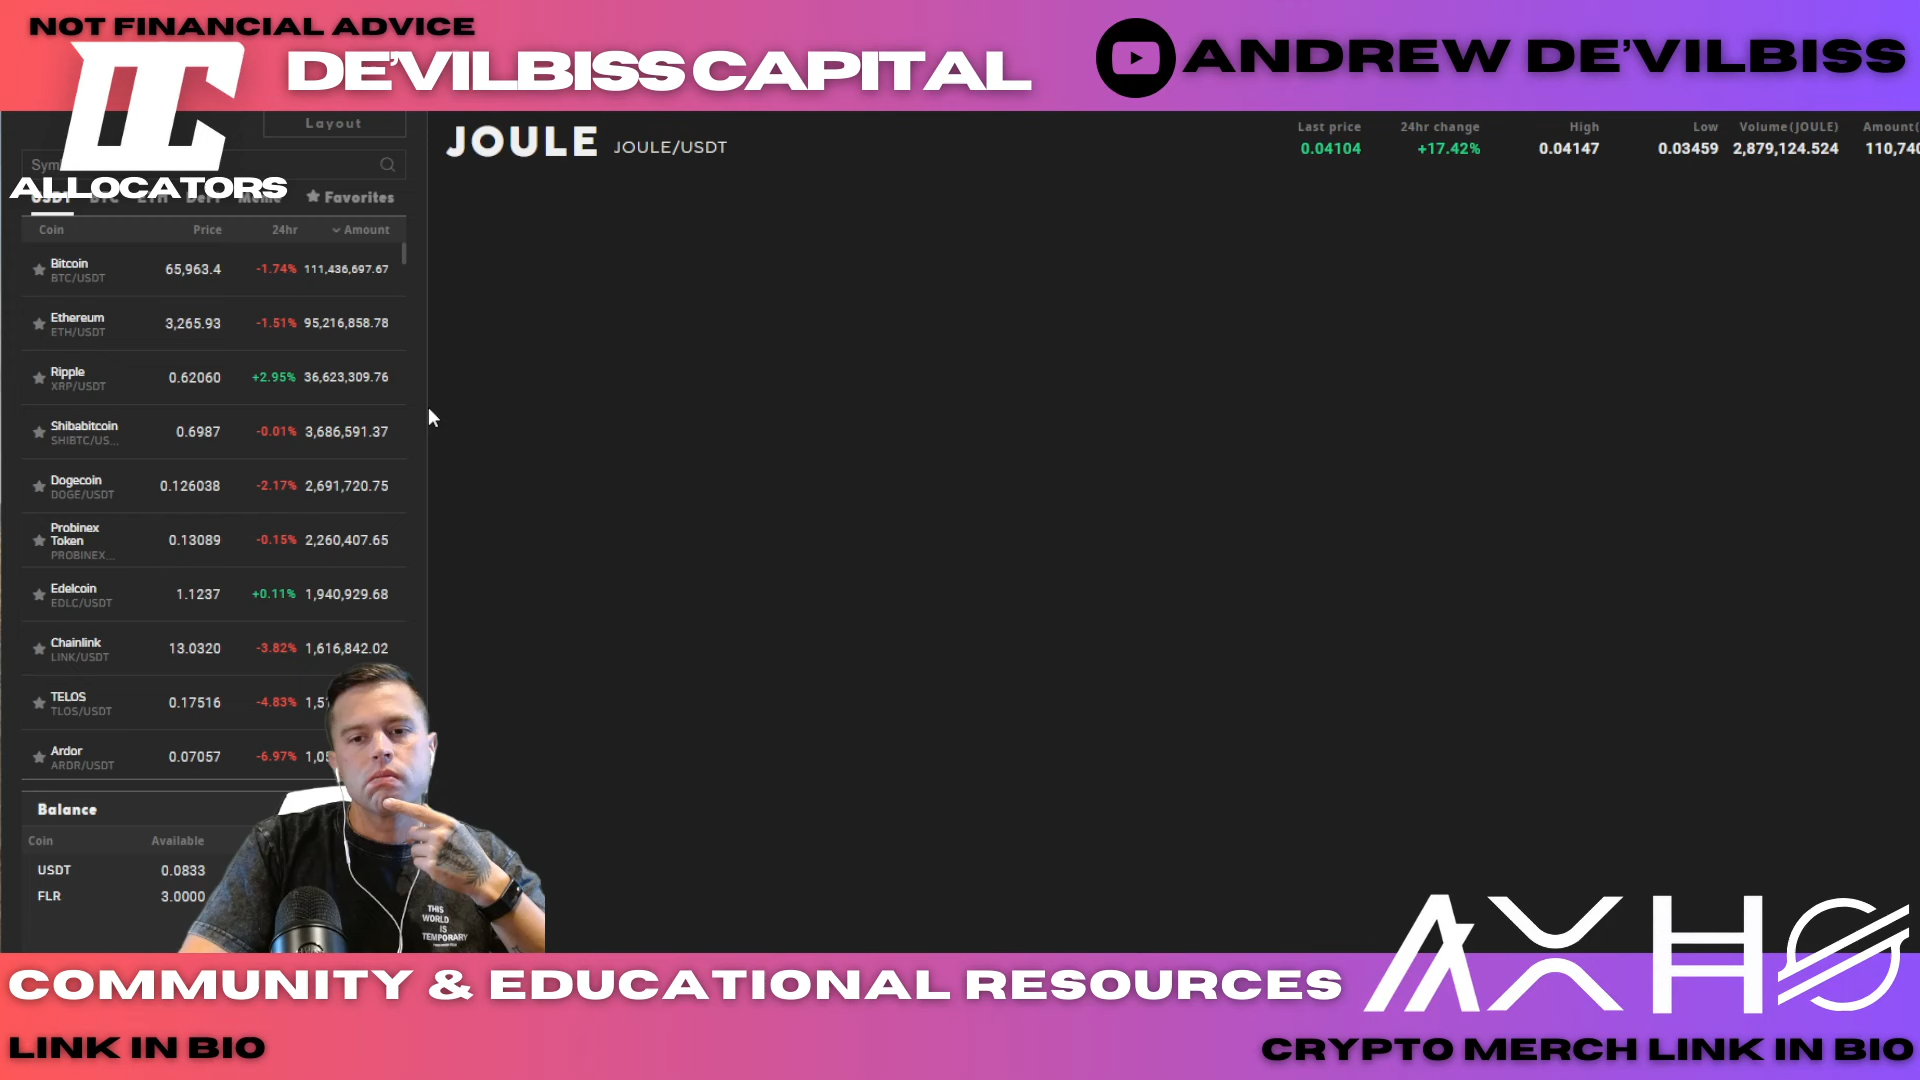 NOT FINANCIAL ADVICE
DE'VILBISS CAPITAL
ANDREW DE'VILBISS
ALLOCATORS
Layout
JOULE JOULE/USDT
Last price 24hr change High Low Volume(JOULE) Amount(
0.04104 +17.42% 0.04147 0.03459 2,879,124.524 110,740
Favorites
Coin Price 24hr Amount
Bitcoin
BTC/USDT 65,963.4 -1.74% 111,436,697.67
Ethereum
ETH/USDT 3,265.93 -1.51% 95,216,858.78
Ripple
XRP/USDT 0.62060 +2.95% 36,623,309.76
Shibabitcoin
SHIBTC/US... 0.6987 -0.01% 3,686,591.37
Dogecoin
DOGE/USDT 0.126038 -2.17% 2,691,720.75
Probinex
Token
PROBINEX... 0.13089 -0.15% 2,260,407.65
Edelcoin
EDLC/USDT 1.1237 +0.11% 1,940,929.68
Chainlink
LINK/USDT 13.0320 -3.82% 1,616,842.02
TELOS
TLOS/USDT 0.17516 -4.83%
Ardor
ARDR/USDT 0.07057 -6.97%
Balance
Coin Available
USDT 0.0833
FLR 3.0000
THIS
WORLD
IS
TEMPORARY
COMMUNITY & EDUCATIONAL RESOURCES
LINK IN BIO
CRYPTO MERCH LINK IN BIO